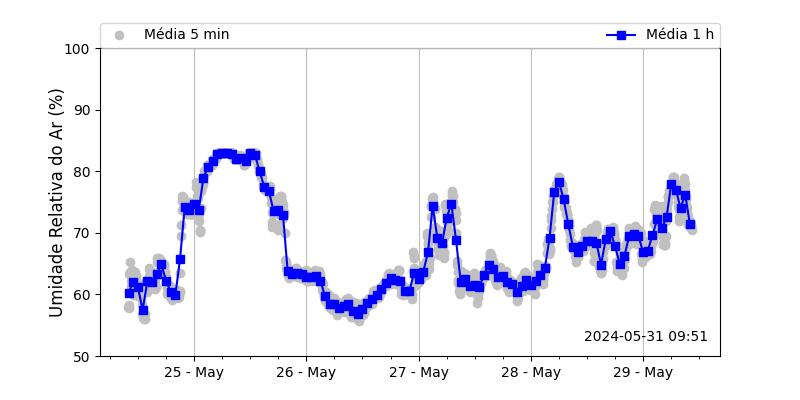 Média 5 min
Média 1 h
Umidade Relativa do Ar (%)
100
90
80
70
60
50
2024-05-31 09:51
25 - May
26 - May
27 - May
28 - May
29 - May